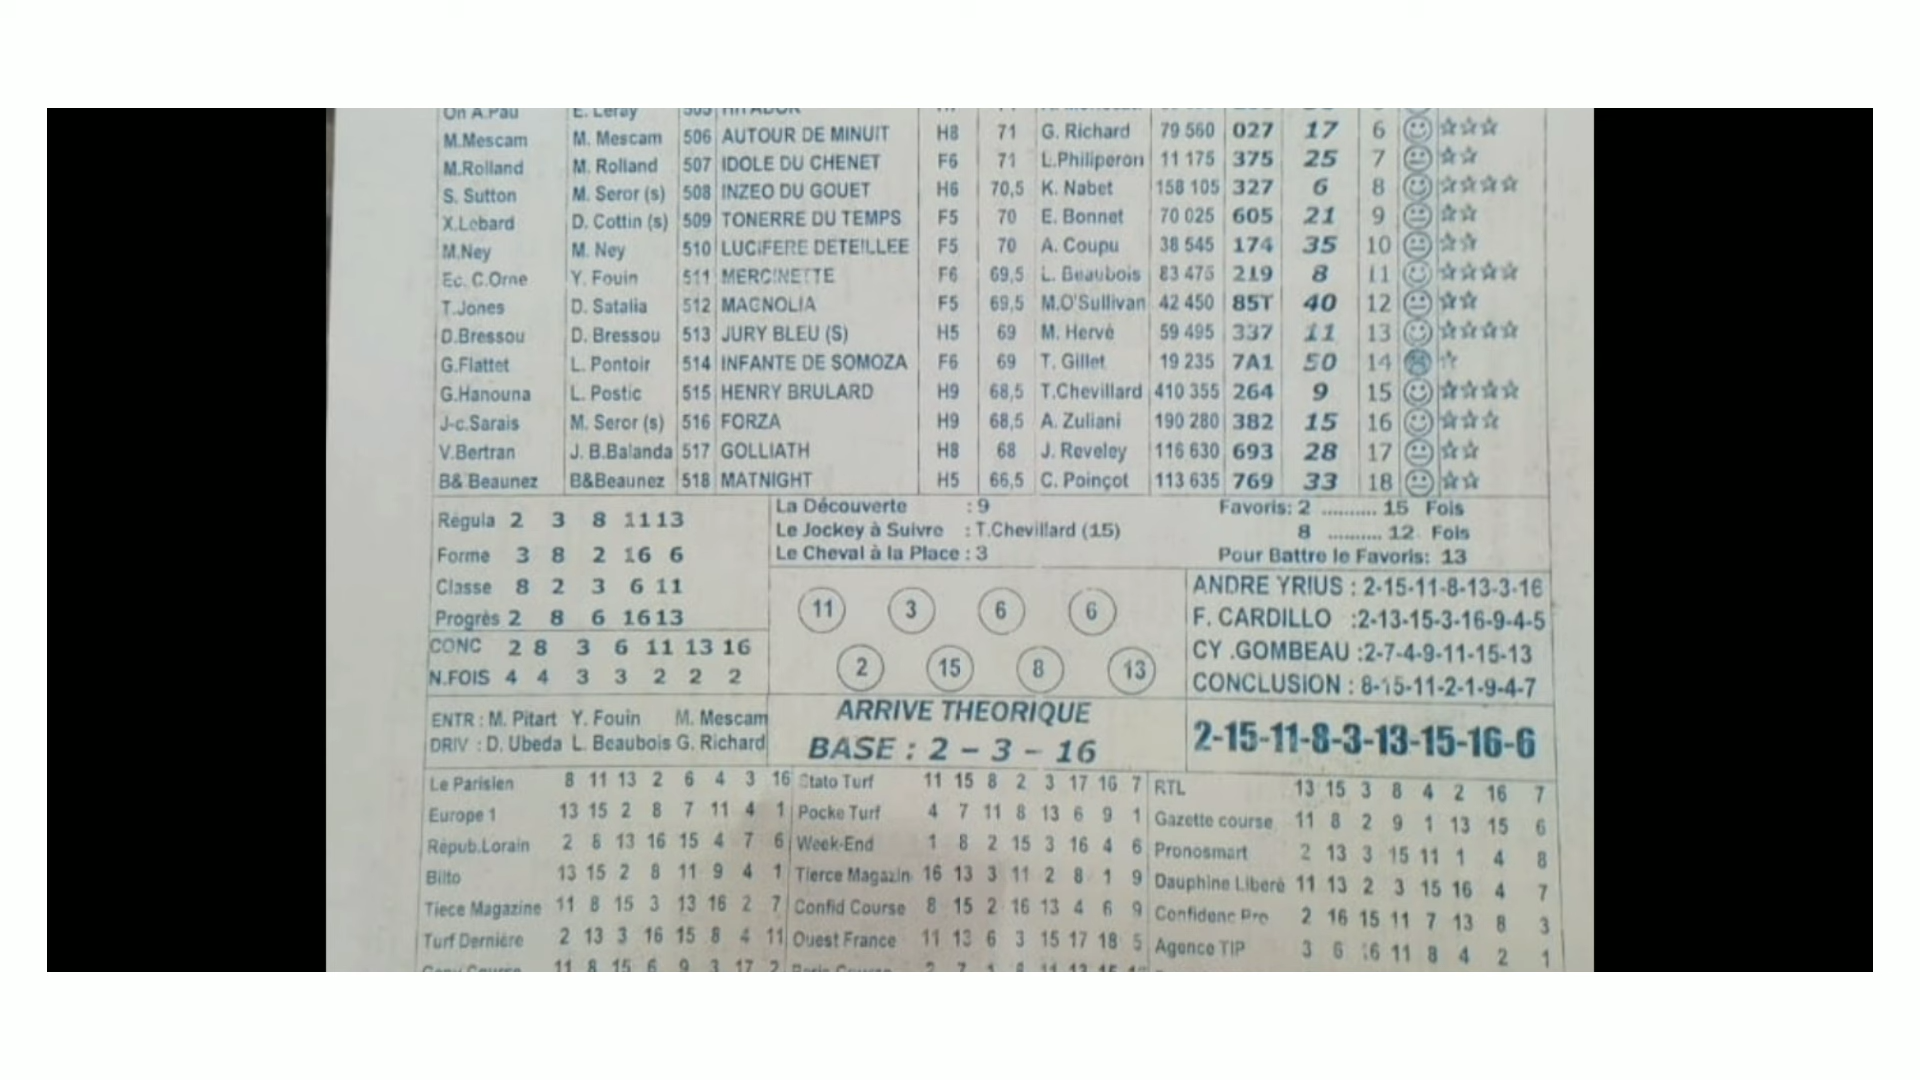 On A.Pau E. Leray 505 HITADOR
M.Mescam M. Mescam 506 AUTOUR DE MINUIT H8 71 G. Richard 79 560 027 17 6 ☆☆☆
M.Rolland M. Rolland 507 IDOLE DU CHENET F6 71 L.Philiperon 11 175 375 25 7 ☆☆
S. Sutton M. Seror (s) 508 INZEO DU GOUET H6 70,5 K. Nabet 158 105 327 6 8 ☆☆☆☆
X.Lebard D. Cottin (s) 509 TONERRE DU TEMPS F5 70 E. Bonnet 70 025 605 21 9 ☆☆
M.Ney M. Ney 510 LUCIFERE DETEILLEE F5 70 A. Coupu 38 545 174 35 10 ☆☆
Ec. C.Orne Y. Fouin 511 MERCINETTE F6 69,5 L. Beaubois 83 475 219 8 11 ☆☆☆☆
T.Jones D. Satalia 512 MAGNOLIA F5 69,5 M.O'Sullivan 42 450 85T 40 12 ☆☆
D.Bressou D. Bressou 513 JURY BLEU (S) H5 69 M. Hervé 59 495 337 11 13 ☆☆☆☆
G.Flattet L. Pontoir 514 INFANTE DE SOMOZA F6 69 T. Gillet 19 235 7A1 50 14 ☆
G.Hanouna L. Postic 515 HENRY BRULARD H9 68,5 T.Chevillard 410 355 264 9 15 ☆☆☆☆
J-c.Sarais M. Seror (s) 516 FORZA H9 68,5 A. Zuliani 190 280 382 15 16 ☆☆☆
V.Bertran J. B.Balanda 517 GOLLIATH H8 68 J. Reveley 116 630 693 28 17 ☆☆
B& Beaunez B&Beaunez 518 MATNIGHT H5 66,5 C. Poinçot 113 635 769 33 18 ☆☆
Régula 2 3 8 11 13
Forme 3 8 2 16 6
Classe 8 2 3 6 11
Progrès 2 8 6 16 13
CONC 2 8 3 6 11 13 16
N.FOIS 4 4 3 3 2 2 2
ENTR : M. Pitart Y. Fouin M. Mescam
DRIV : D. Ubeda L. Beaubois G. Richard
La Découverte : 9
Le Jockey à Suivre : T.Chevillard (15)
Le Cheval à la Place : 3
Favoris: 2 .......... 15 Fois
8 .......... 12 Fois
Pour Battre le Favoris: 13
11 3 6 6
2 15 8 13
ARRIVE THEORIQUE
BASE : 2 – 3 – 16
ANDRE YRIUS : 2-15-11-8-13-3-16
F. CARDILLO :2-13-15-3-16-9-4-5
CY .GOMBEAU :2-7-4-9-11-15-13
CONCLUSION : 8-15-11-2-1-9-4-7
2-15-11-8-3-13-15-16-6
Le Parisien 8 11 13 2 6 4 3 16
Europe 1 13 15 2 8 7 11 4 1
Répub.Lorain 2 8 13 16 15 4 7 6
Bilto 13 15 2 8 11 9 4 1
Tiece Magazine 11 8 15 3 13 16 2 7
Turf Dernière 2 13 3 16 15 8 4 11
11 8 15 6 9 3 17 2
Stato Turf 11 15 8 2 3 17 16 7
Pocke Turf 4 7 11 8 13 6 9 1
Week-End 1 8 2 15 3 16 4 6
Tierce Magazin 16 13 3 11 2 8 1 9
Confid Course 8 15 2 16 13 4 6 9
Ouest France 11 13 6 3 15 17 18 5
RTL 13 15 3 8 4 2 16 7
Gazette course 11 8 2 9 1 13 15 6
Pronosmart 2 13 3 15 11 1 4 8
Dauphine Liberé 11 13 2 3 15 16 4 7
Confidenc Pro 2 16 15 11 7 13 8 3
Agence TIP 3 6 16 11 8 4 2 1